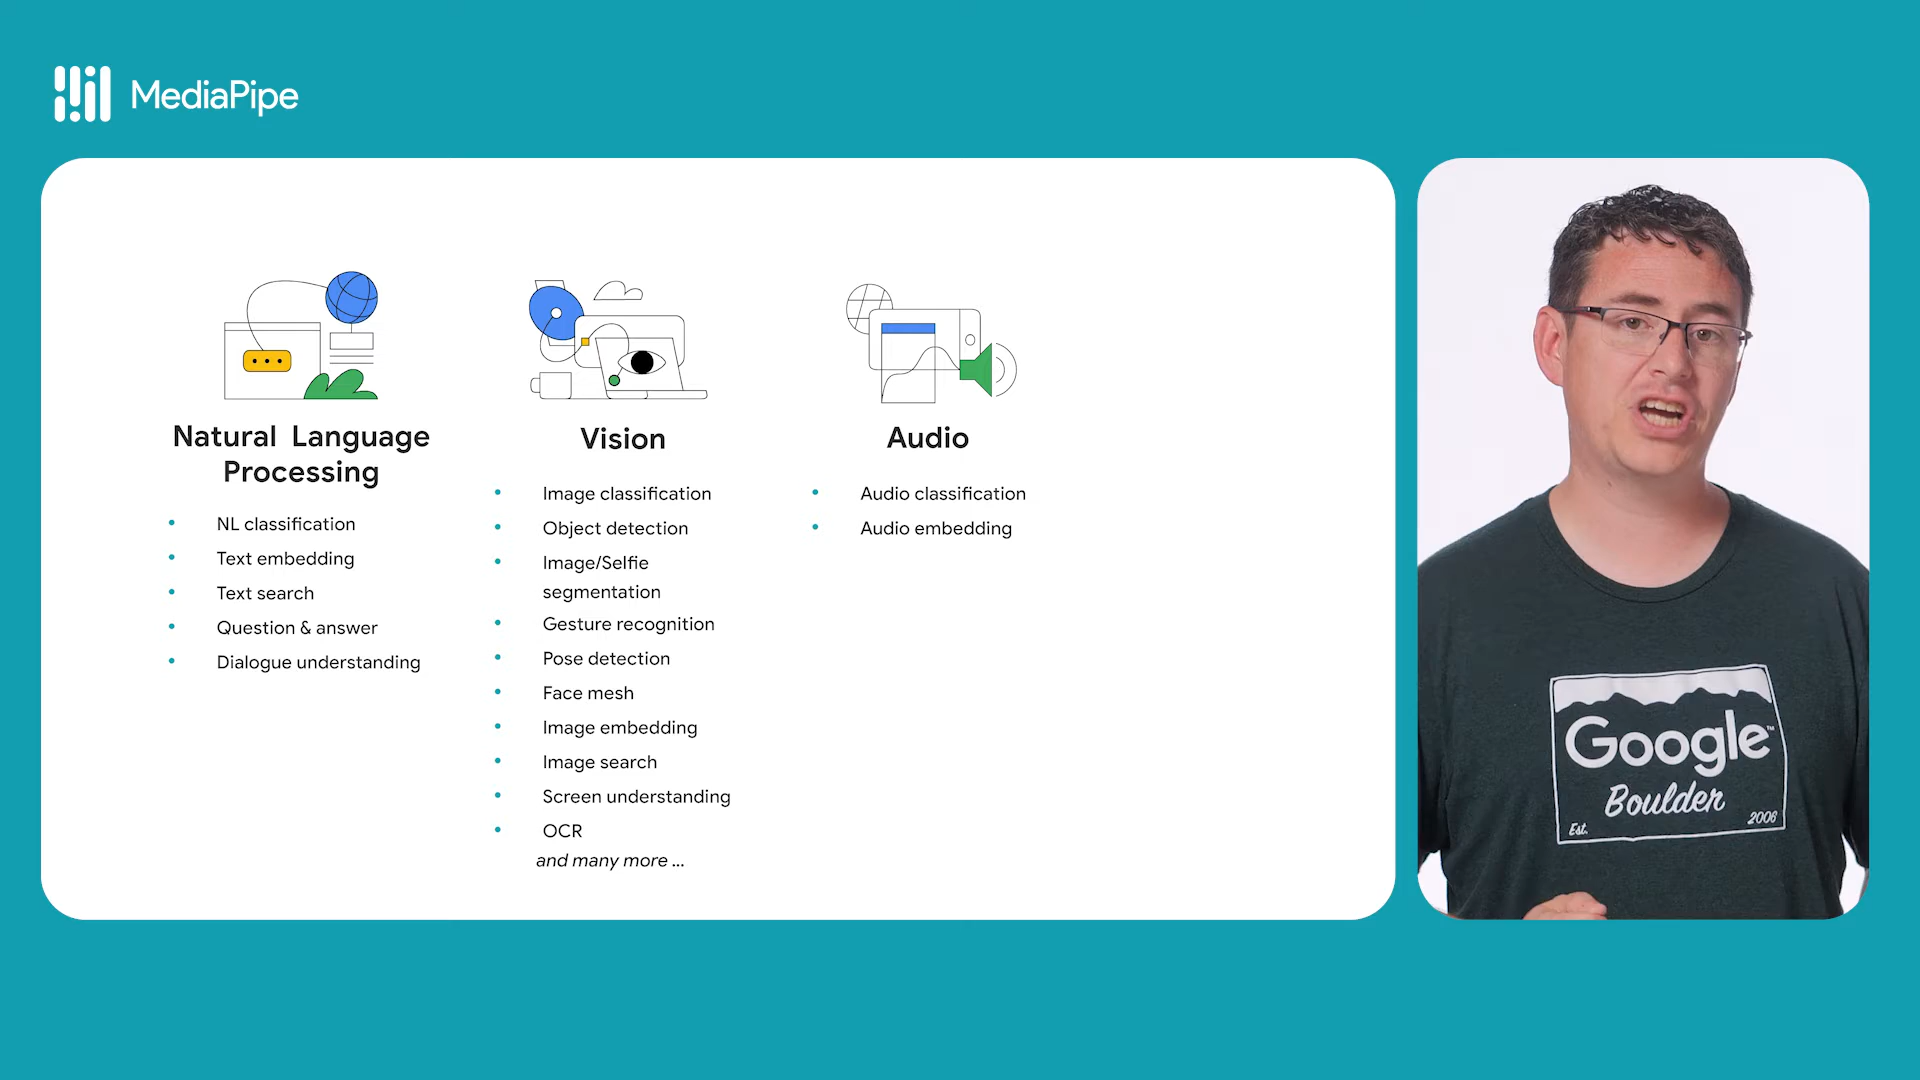 MediaPipe
Natural Language
Processing
NL classification
Text embedding
Text search
Question & answer
Dialogue understanding
Vision
Image classification
Object detection
Image/Selfie
segmentation
Gesture recognition
Pose detection
Face mesh
Image embedding
Image search
Screen understanding
OCR
and many more ...
Audio
Audio classification
Audio embedding
Google™
Boulder
Est. 2006